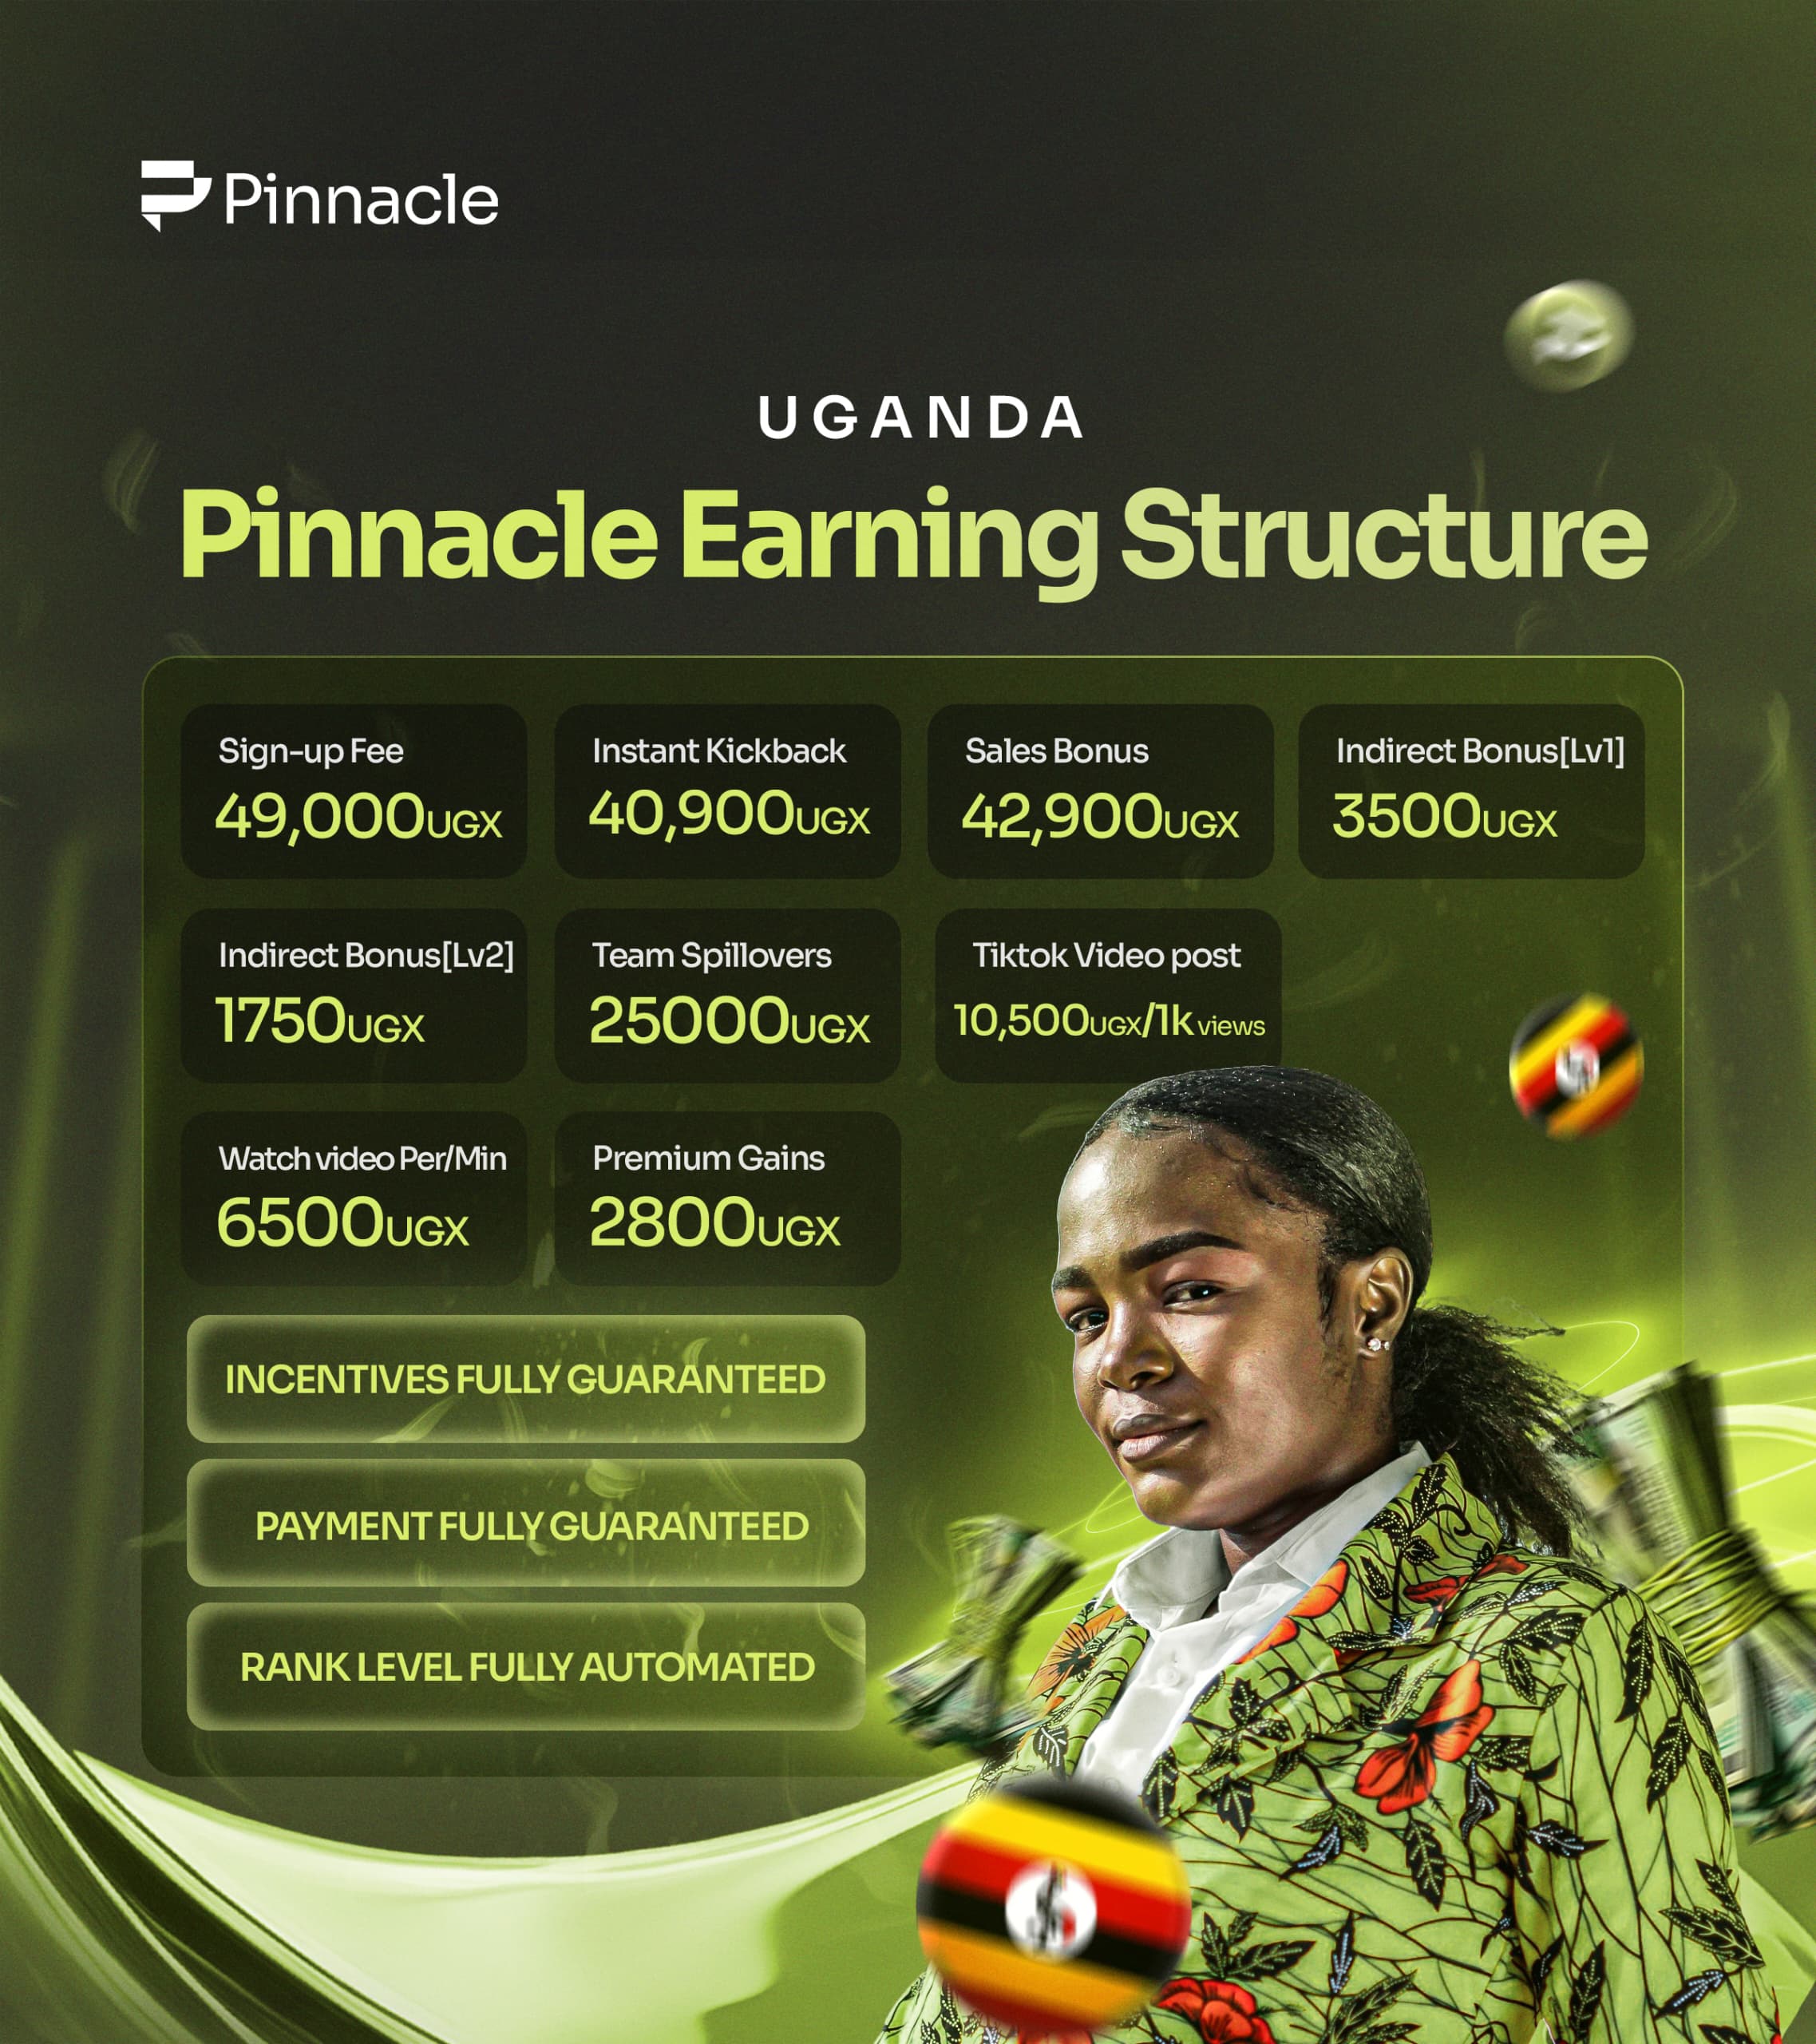 Pinnacle
UGANDA
Pinnacle Earning Structure
Sign-up Fee
49,000UGX
Instant Kickback
40,900UGX
Sales Bonus
42,900UGX
Indirect Bonus[Lv1]
3500UGX
Indirect Bonus[Lv2]
1750UGX
Team Spillovers
25000UGX
Tiktok Video post
10,500UGX/1k views
Watch video Per/Min
6500UGX
Premium Gains
2800UGX
INCENTIVES FULLY GUARANTEED
PAYMENT FULLY GUARANTEED
RANK LEVEL FULLY AUTOMATED